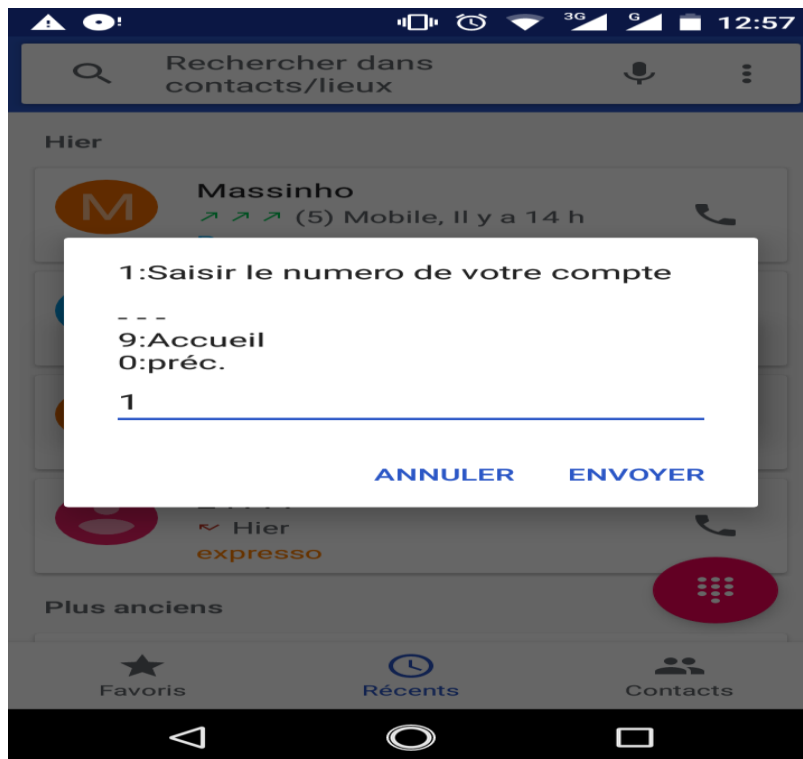 3G
G
12:57
Rechercher dans
contacts/lieux
Hier
M
Massinho
(5) Mobile, Il y a 14 h
1:Saisir le numero de votre compte
- - -
9:Accueil
0:préc.
1
ANNULER ENVOYER
Hier
expresso
Plus anciens
Favoris Récents Contacts